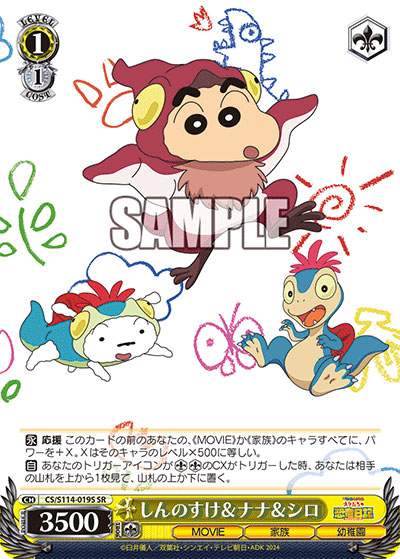 LEVEL
1
1
COST
SAMPLE
永 応援 このカードの前のあなたの、《MOVIE》か《家族》のキャラすべてに、パ
ワーを+X。Xはそのキャラのレベル×500に等しい。
自 あなたのトリガーアイコンがのCXがトリガーした時、あなたは相手
の山札を上から1枚見て、山札の上か下に置く。
CH CS/S114-019S SR
しんのすけ&ナナ&シロ
3500
MOVIE 家族 幼稚園
©臼井儀人/双葉社・シンエイ・テレビ朝日・ADK 2024